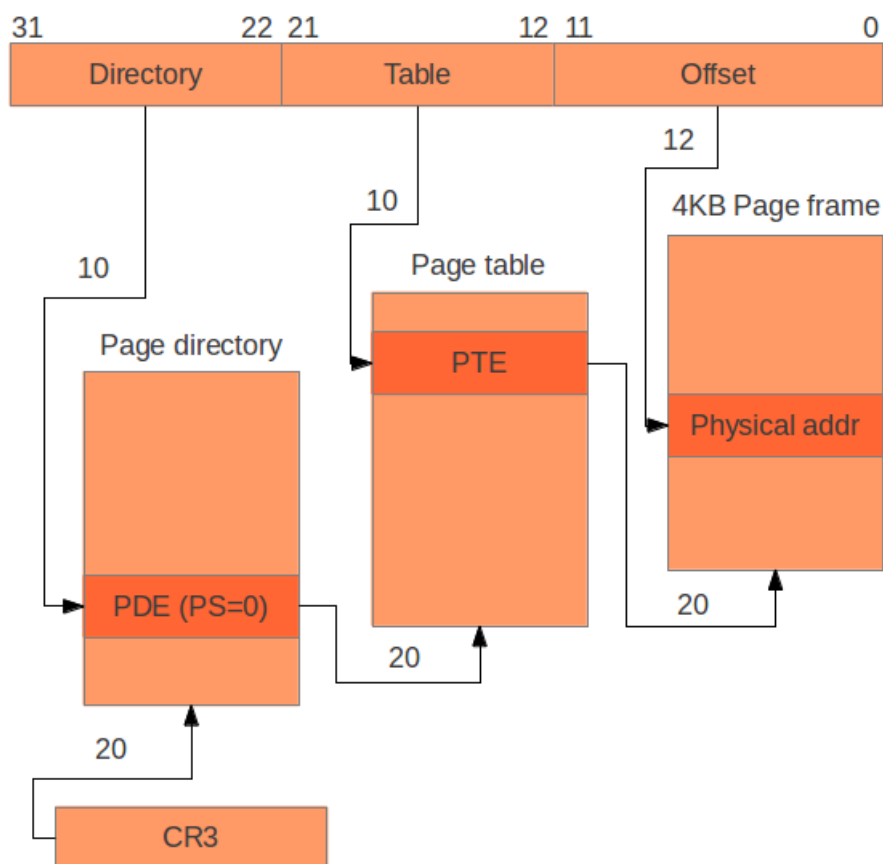 31 22 21 12 11 0
Directory Table Offset
12
10
4KB Page frame
10
Page table
Page directory
PTE
Physical addr
PDE (PS=0)
20
20
20
CR3